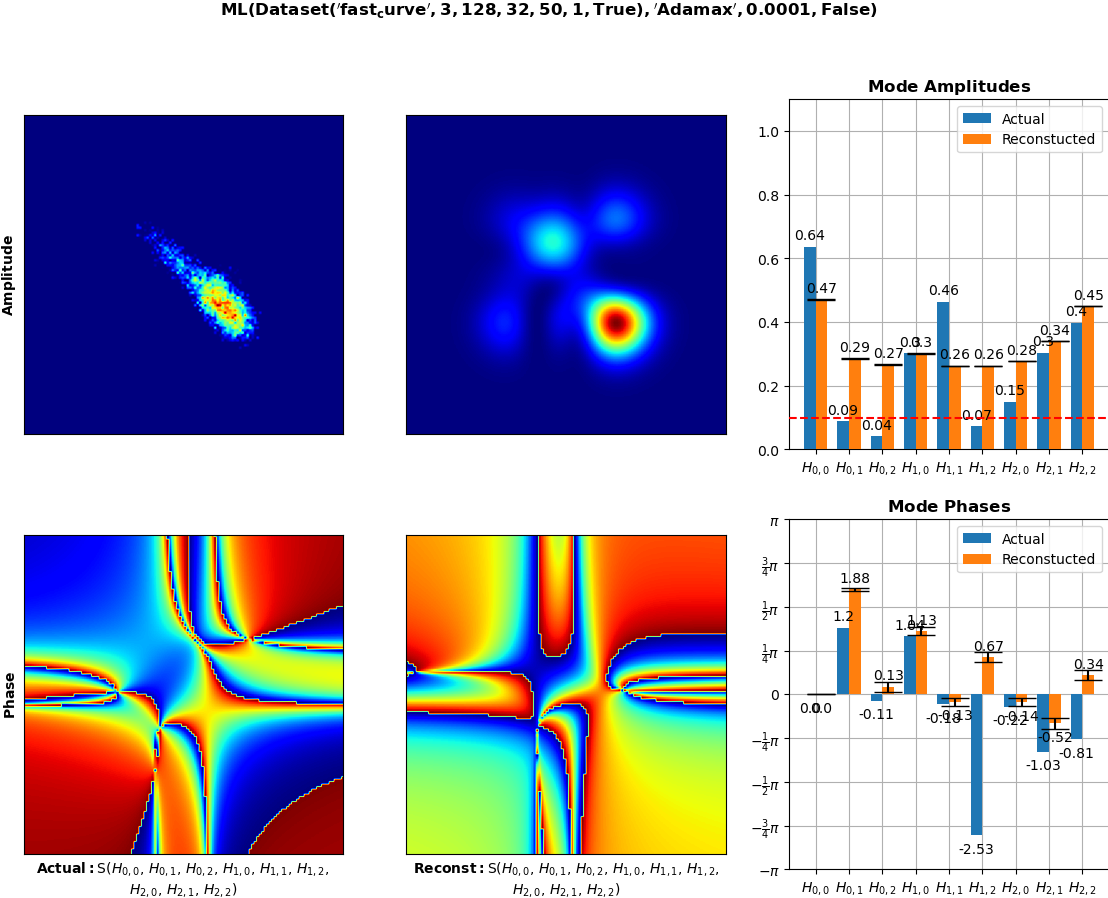 ML(Dataset('fast_curve', 3, 128, 32, 50, 1, True), 'Adamax', 0.0001, False)
Amplitude
Mode Amplitudes
Actual
Reconstucted
1.0
0.8
0.6
0.4
0.2
0.0
0.64
0.47
0.09
0.29
0.04
0.27
0.3
0.3
0.46
0.26
0.07
0.26
0.15
0.28
0.3
0.34
0.4
0.45
H0,0 H0,1 H0,2 H1,0 H1,1 H1,2 H2,0 H2,1 H2,2
Phase
Actual: S(H0,0, H0,1, H0,2, H1,0, H1,1, H1,2,
H2,0, H2,1, H2,2)
Reconst: S(H0,0, H0,1, H0,2, H1,0, H1,1, H1,2,
H2,0, H2,1, H2,2)
Mode Phases
Actual
Reconstucted
π
3/4π
1/2π
1/4π
0
−1/4π
−1/2π
−3/4π
−π
0.0
0.0
1.2
1.88
-0.11
0.13
1.04
1.13
-0.18
-0.13
-2.53
0.67
-0.22
-0.14
-1.03
-0.52
-0.81
0.34
H0,0 H0,1 H0,2 H1,0 H1,1 H1,2 H2,0 H2,1 H2,2